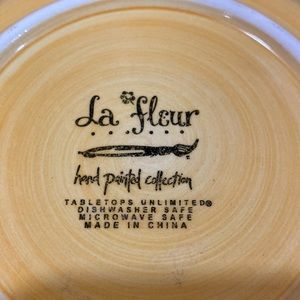 La fleur
hand painted collection
TABLETOPS UNLIMITED®
DISHWASHER SAFE
MICROWAVE SAFE
MADE IN CHINA